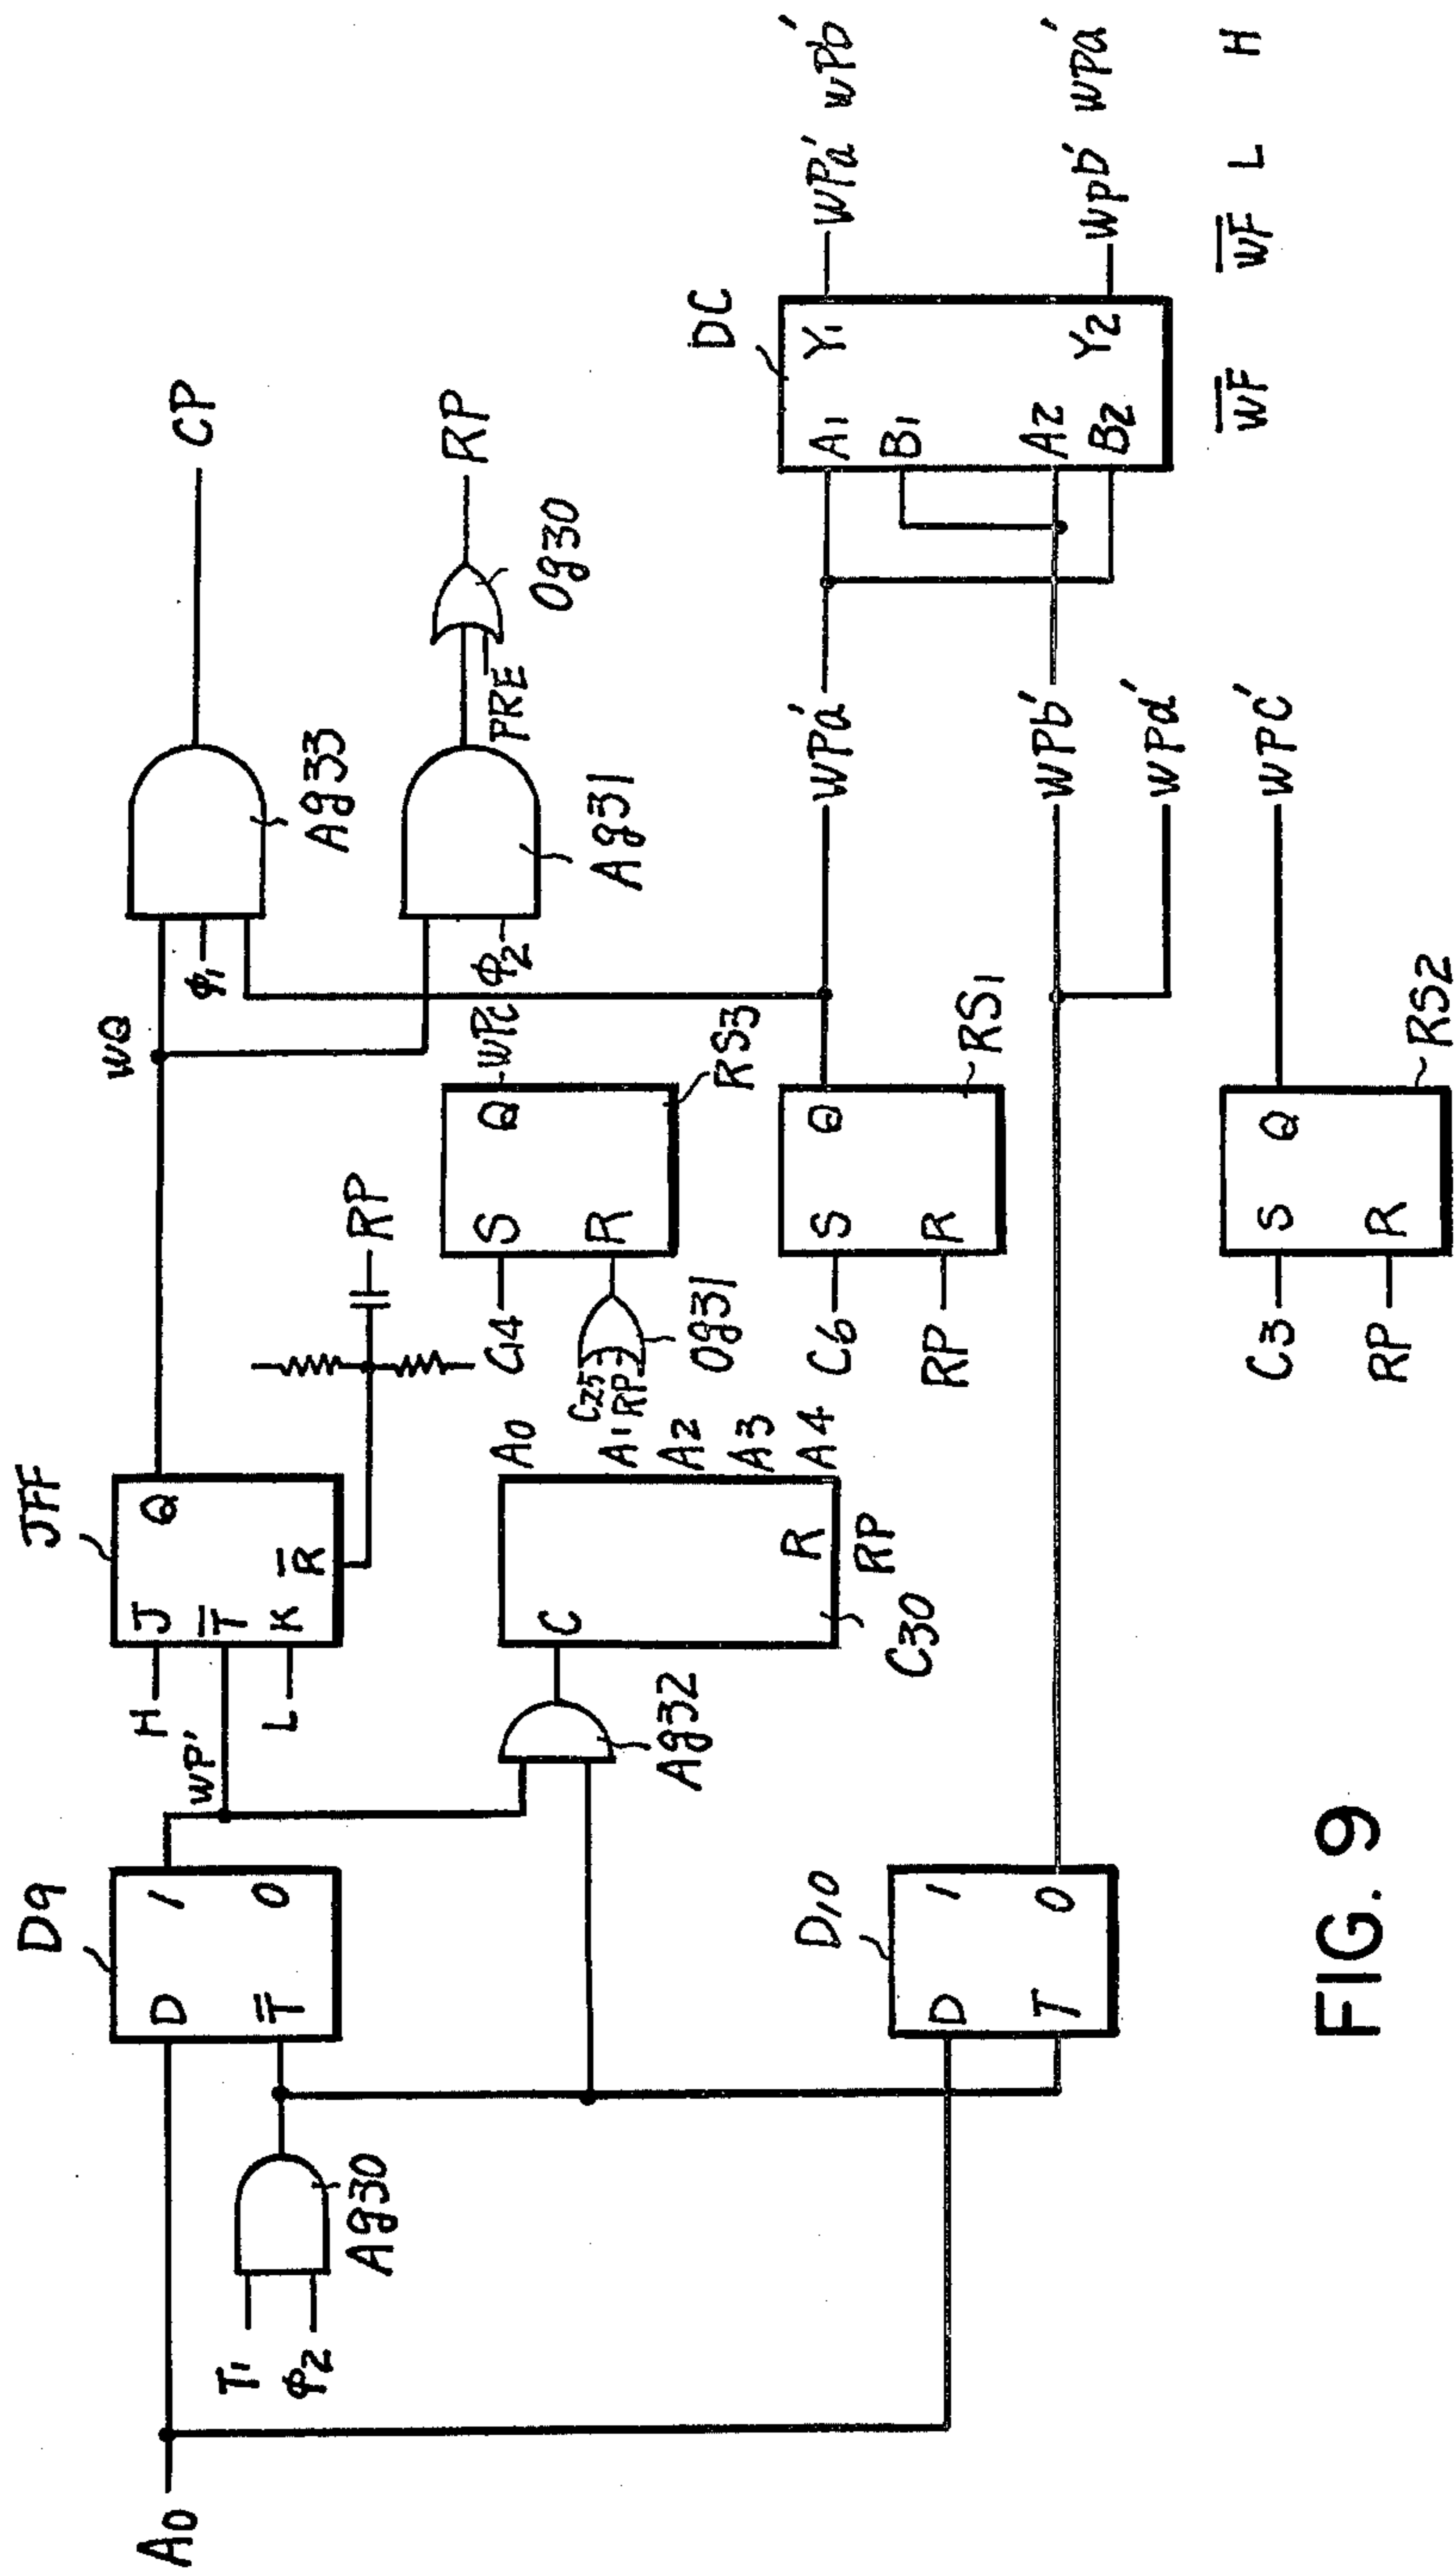 A0
T1
φ2
Ag30
D9
D
T̅
1
0
D10
D
T
1
0
WP'
Ag32
H
L
JFF
J
T̅
K
Q
R̅
RP
C
R
RP
C30
A0
A1
A2
A3
A4
C14
C25
RP
Og31
S
R
Q
WPc
RS3
C6
RP
S
R
Q
RS1
C3
RP
S
R
Q
RS2
WQ
φ1
Ag33
CP
φ2
Ag31
PRE
Og30
RP
WPa'
WPb'
WPd'
WPc'
DC
A1
B1
A2
B2
Y1
Y2
WPa' WPb'
WPb' WPa'
W̅F̅ W̅F̅ L H
FIG. 9